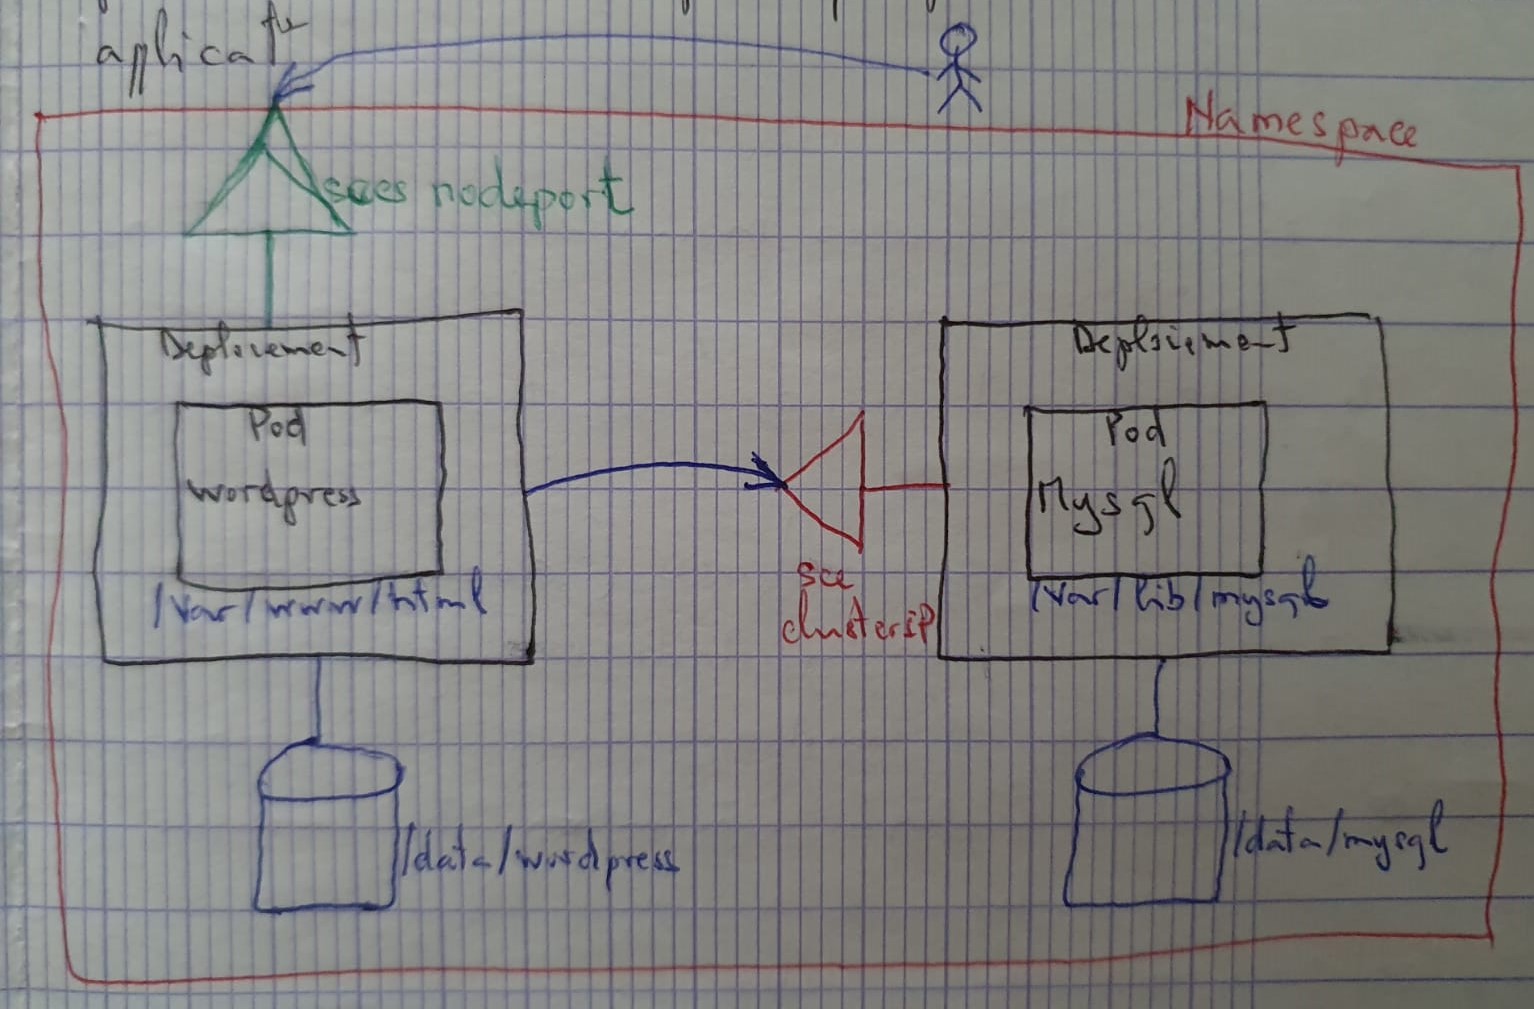 Namespace
sces nodeport
Deploiement
Pod
wordpress
/var/www/html
/data/wordpress
sce
clusterIP
Deploiement
Pod
Mysql
/var/lib/mysql
/data/mysql